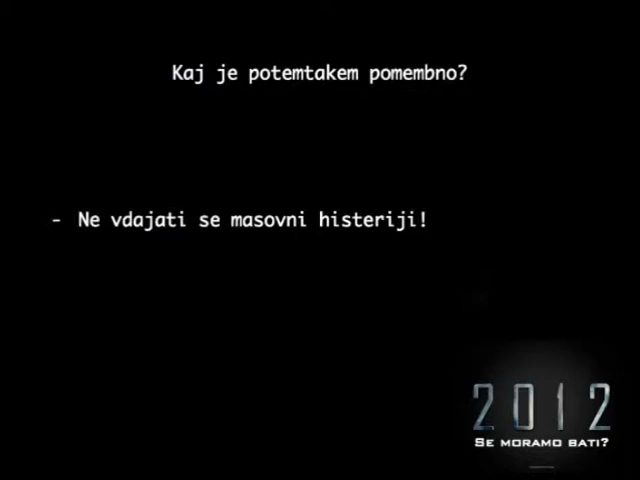 Kaj je potemtakem pomembno?
- Ne vdajati se masovni histeriji!
2012
SE MORAMO BATI?